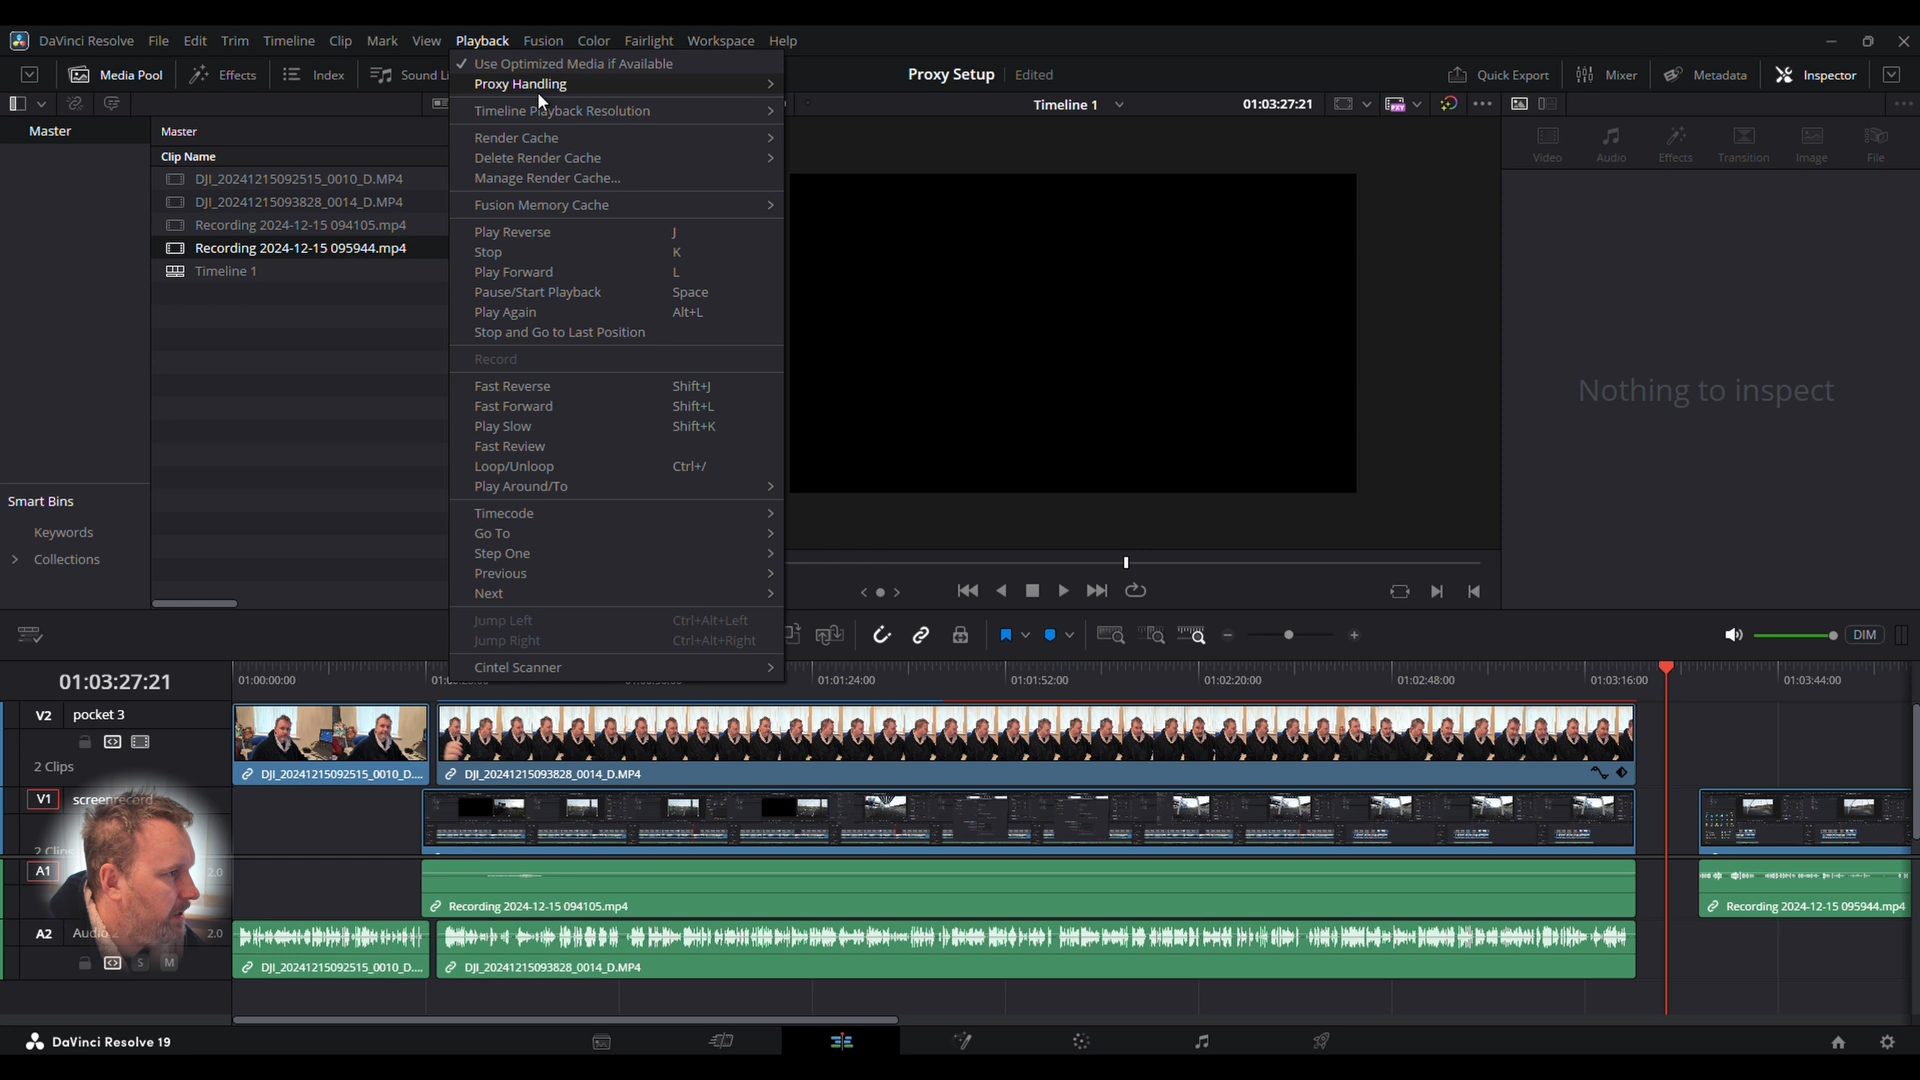 DaVinci Resolve File Edit Trim Timeline Clip Mark View Playback Fusion Color Fairlight Workspace Help
Media Pool Effects Index Sound Li Proxy Setup Edited Quick Export Mixer Metadata Inspector
Timeline 1 01:03:27:21
Master
Master
Clip Name
DJI_20241215092515_0010_D.MP4
DJI_20241215093828_0014_D.MP4
Recording 2024-12-15 094105.mp4
Recording 2024-12-15 095944.mp4
Timeline 1
Smart Bins
Keywords
Collections
Use Optimized Media if Available
Proxy Handling
Timeline Playback Resolution
Render Cache
Delete Render Cache
Manage Render Cache...
Fusion Memory Cache
Play Reverse J
Stop K
Play Forward L
Pause/Start Playback Space
Play Again Alt+L
Stop and Go to Last Position
Record
Fast Reverse Shift+J
Fast Forward Shift+L
Play Slow Shift+K
Fast Review
Loop/Unloop Ctrl+/
Play Around/To
Timecode
Go To
Step One
Previous
Next
Jump Left Ctrl+Alt+Left
Jump Right Ctrl+Alt+Right
Cintel Scanner
Video Audio Effects Transition Image File
Nothing to inspect
DIM
01:03:27:21
01:00:00:00 01:01:24:00 01:01:52:00 01:02:20:00 01:02:48:00 01:03:16:00 01:03:44:00
V2 pocket 3
2 Clips
DJI_20241215092515_0010_D.... DJI_20241215093828_0014_D.MP4
V1 screenrecord
2 Clips
A1 2.0
Recording 2024-12-15 094105.mp4 Recording 2024-12-15 095944.mp4
A2 Audio 2 2.0
S M
DJI_20241215092515_0010_D.... DJI_20241215093828_0014_D.MP4
DaVinci Resolve 19